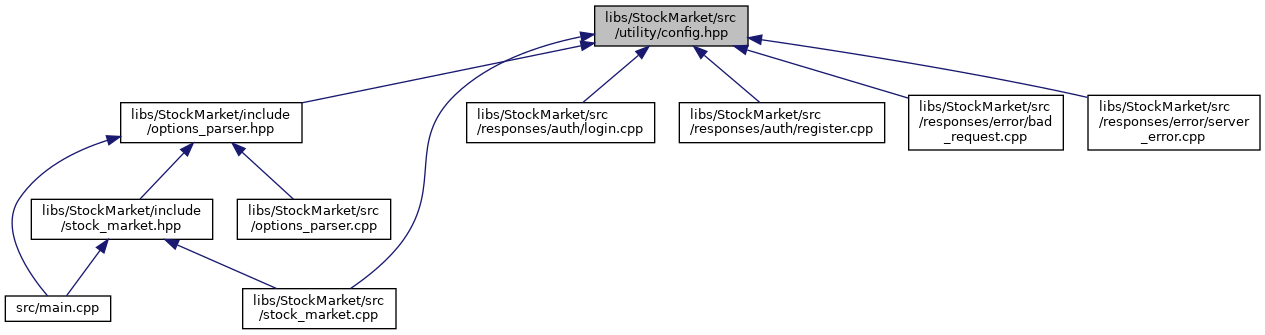 libs/StockMarket/src
/utility/config.hpp
libs/StockMarket/include
/options_parser.hpp
libs/StockMarket/src
/responses/auth/login.cpp
libs/StockMarket/src
/responses/auth/register.cpp
libs/StockMarket/src
/responses/error/bad
_request.cpp
libs/StockMarket/src
/responses/error/server
_error.cpp
libs/StockMarket/include
/stock_market.hpp
libs/StockMarket/src
/options_parser.cpp
src/main.cpp
libs/StockMarket/src
/stock_market.cpp